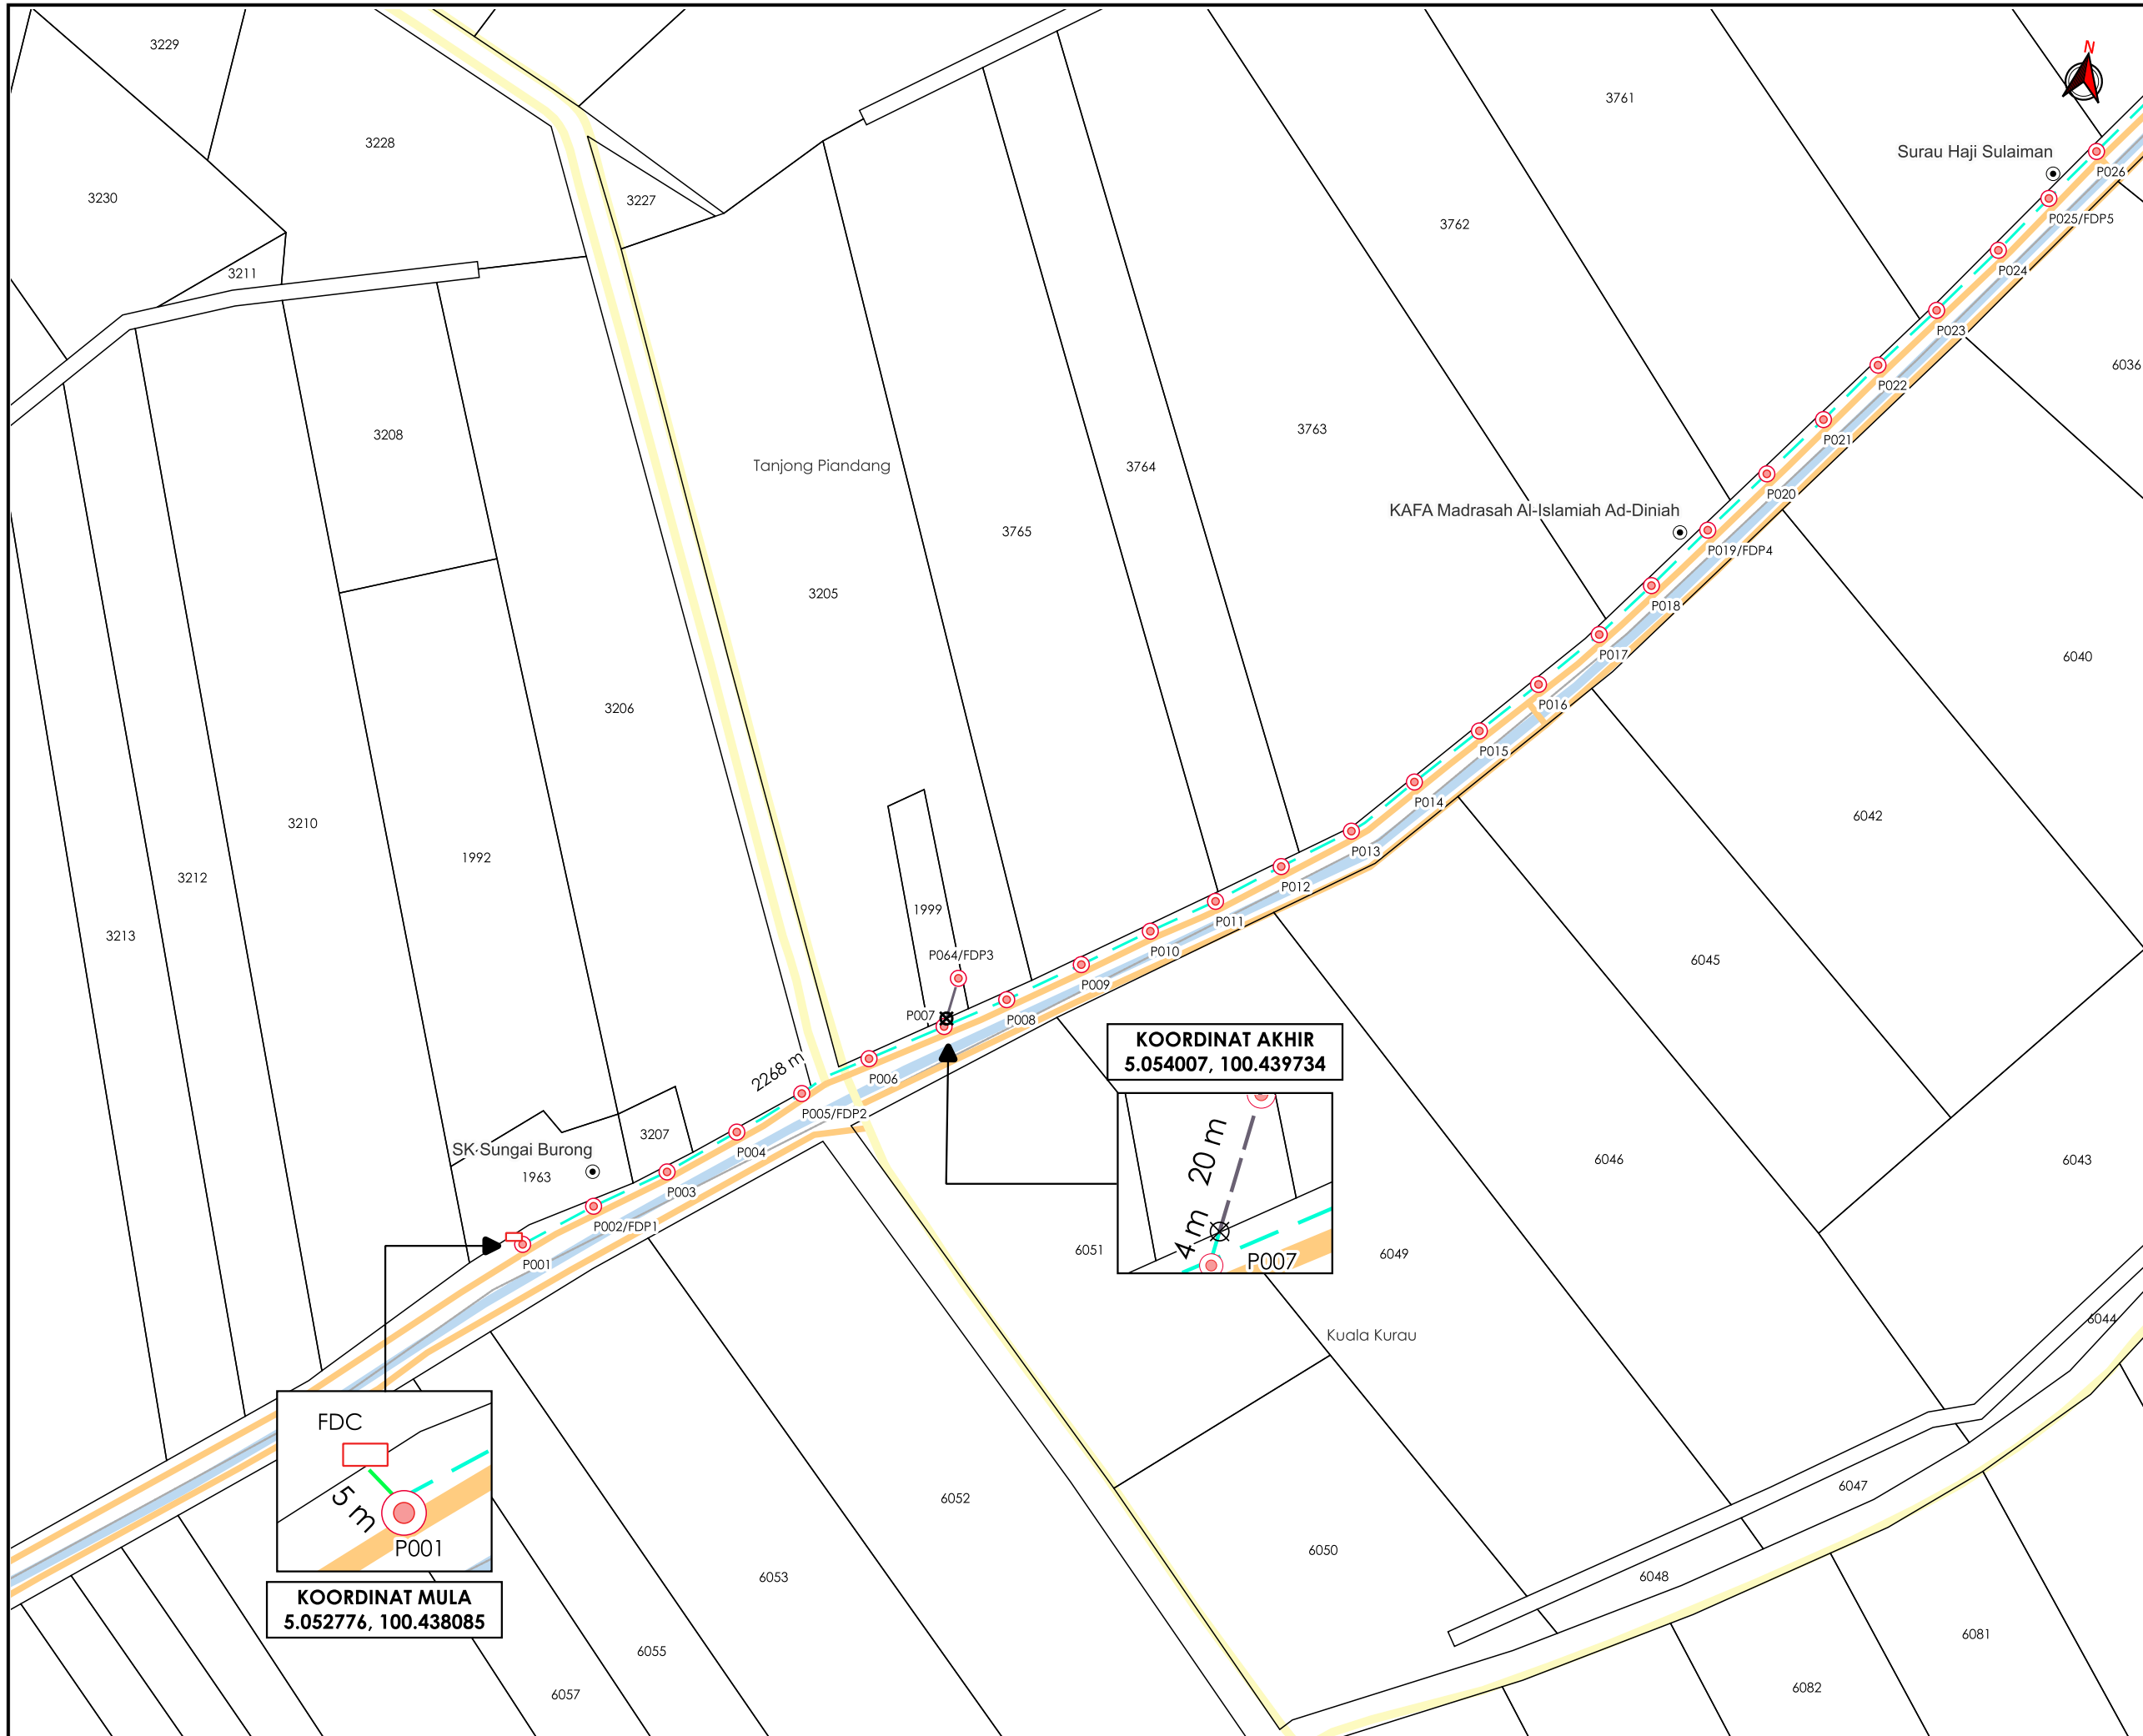 3229
N
3761
3228
Surau Haji Sulaiman
P026
3230
3227
P025/FDP5
3762
3211
P024
P023
6036
P022
3208
3763
P021
Tanjong Piandang
3764
P020
KAFA Madrasah Al-Islamiah Ad-Diniah
3765
P019/FDP4
3205
P018
P017
6040
3206
P016
P015
P014
3210
6042
P013
1992
3212
P012
1999
P011
3213
P010
P064/FDP3
6045
P009
P007
P008
KOORDINAT AKHIR
5.054007, 100.439734
2268 m
P006
P005/FDP2
3207
P004
SK Sungai Burong
1963
20 m
6046
6043
P003
P002/FDP1
4 m
6051
6049
P001
P007
6044
Kuala Kurau
FDC
6047
5 m
6052
P001
6050
6053
6048
KOORDINAT MULA
5.052776, 100.438085
6081
6055
6082
6057